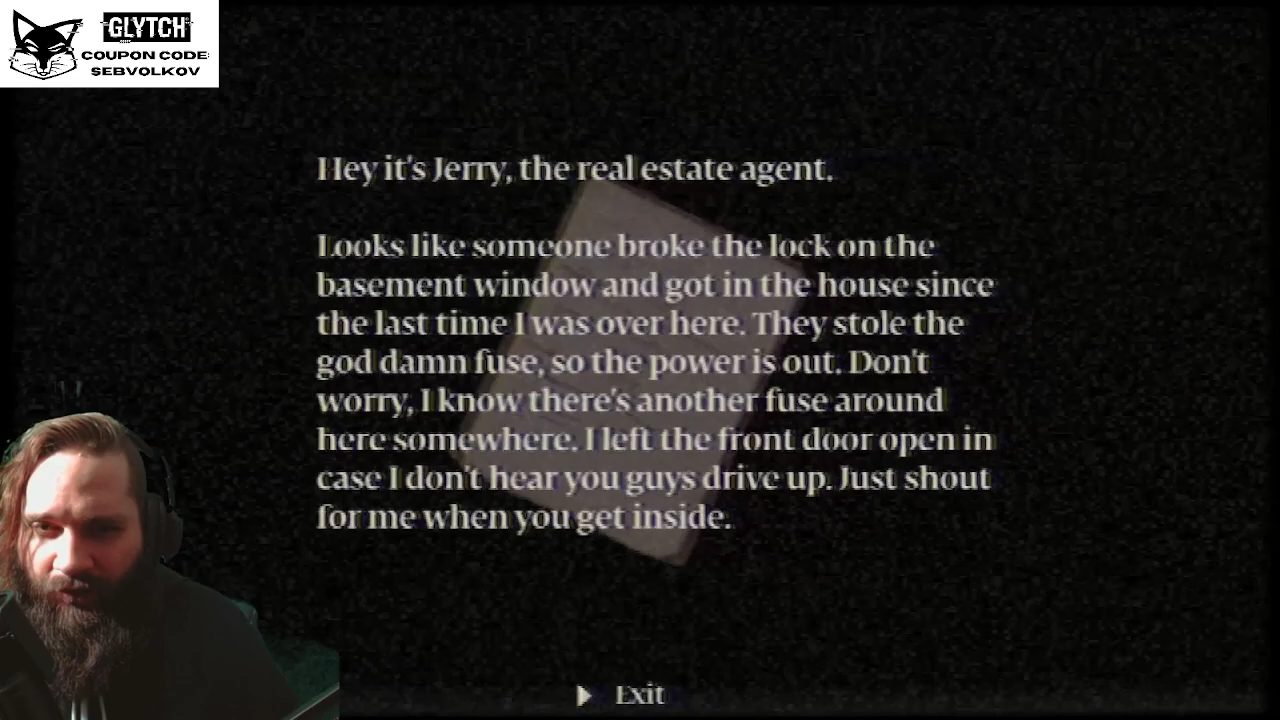 GLYTCH
COUPON CODE:
SEBVOLKOV
Hey it's Jerry, the real estate agent.
Looks like someone broke the lock on the
basement window and got in the house since
the last time I was over here. They stole the
god damn fuse, so the power is out. Don't
worry, I know there's another fuse around
here somewhere. I left the front door open in
case I don't hear you guys drive up. Just shout
for me when you get inside.
Exit